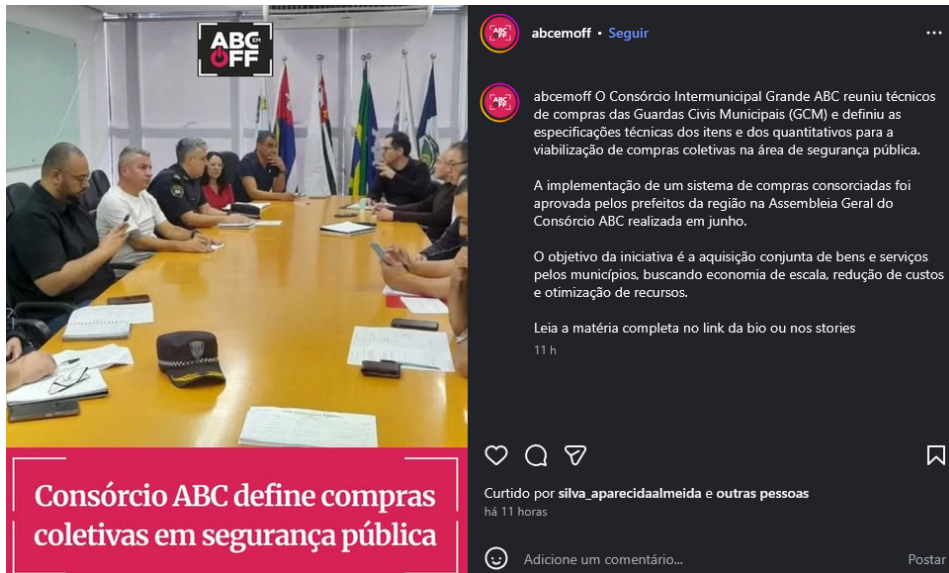 ABC EM
OFF
Consórcio ABC define compras
coletivas em segurança pública
abcemoff • Seguir
abcemoff O Consórcio Intermunicipal Grande ABC reuniu técnicos
de compras das Guardas Civis Municipais (GCM) e definiu as
especificações técnicas dos itens e dos quantitativos para a
viabilização de compras coletivas na área de segurança pública.
A implementação de um sistema de compras consorciadas foi
aprovada pelos prefeitos da região na Assembleia Geral do
Consórcio ABC realizada em junho.
O objetivo da iniciativa é a aquisição conjunta de bens e serviços
pelos municípios, buscando economia de escala, redução de custos
e otimização de recursos.
Leia a matéria completa no link da bio ou nos stories
11 h
Curtido por silva_aparecidaalmeida e outras pessoas
há 11 horas
Adicione um comentário...
Postar